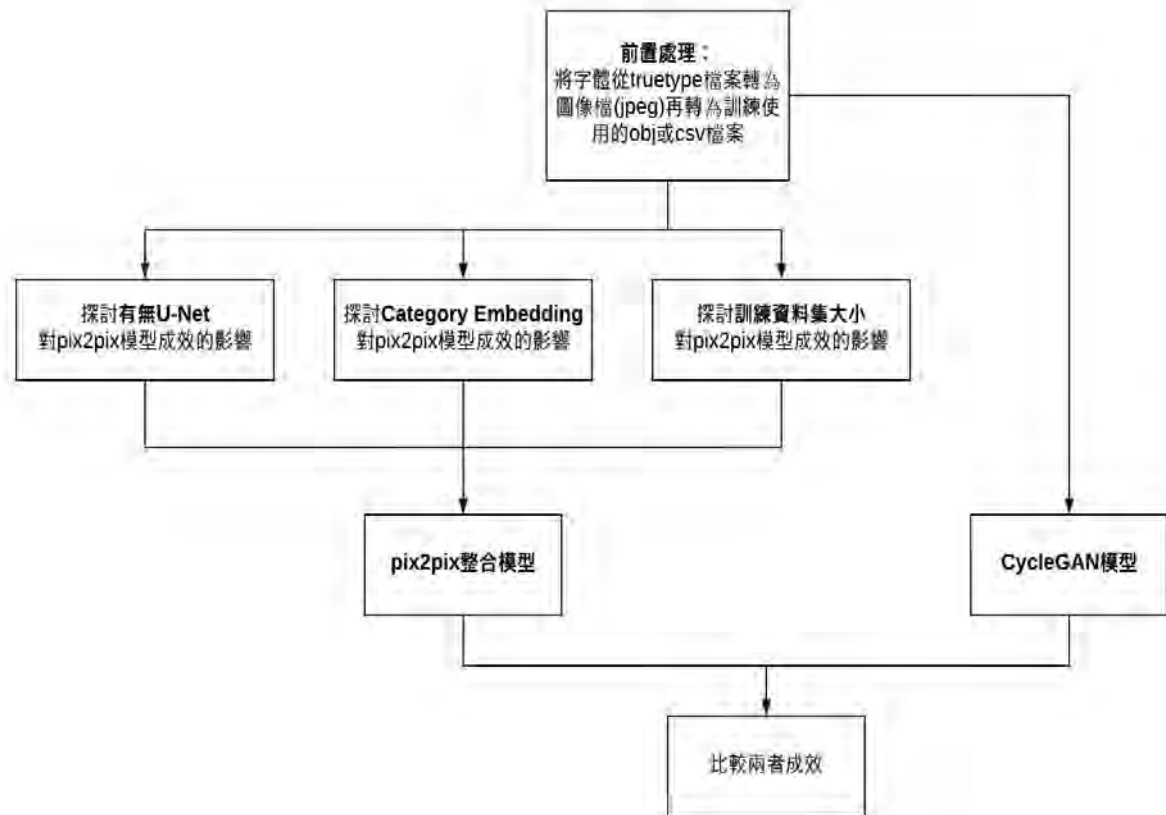 前置處理：
將字體從truetype檔案轉為
圖像檔(jpeg)再轉為訓練使
用的obj或csv檔案
探討有無U-Net
對pix2pix模型成效的影響
探討Category Embedding
對pix2pix模型成效的影響
探討訓練資料集大小
對pix2pix模型成效的影響
pix2pix整合模型
CycleGAN模型
比較兩者成效